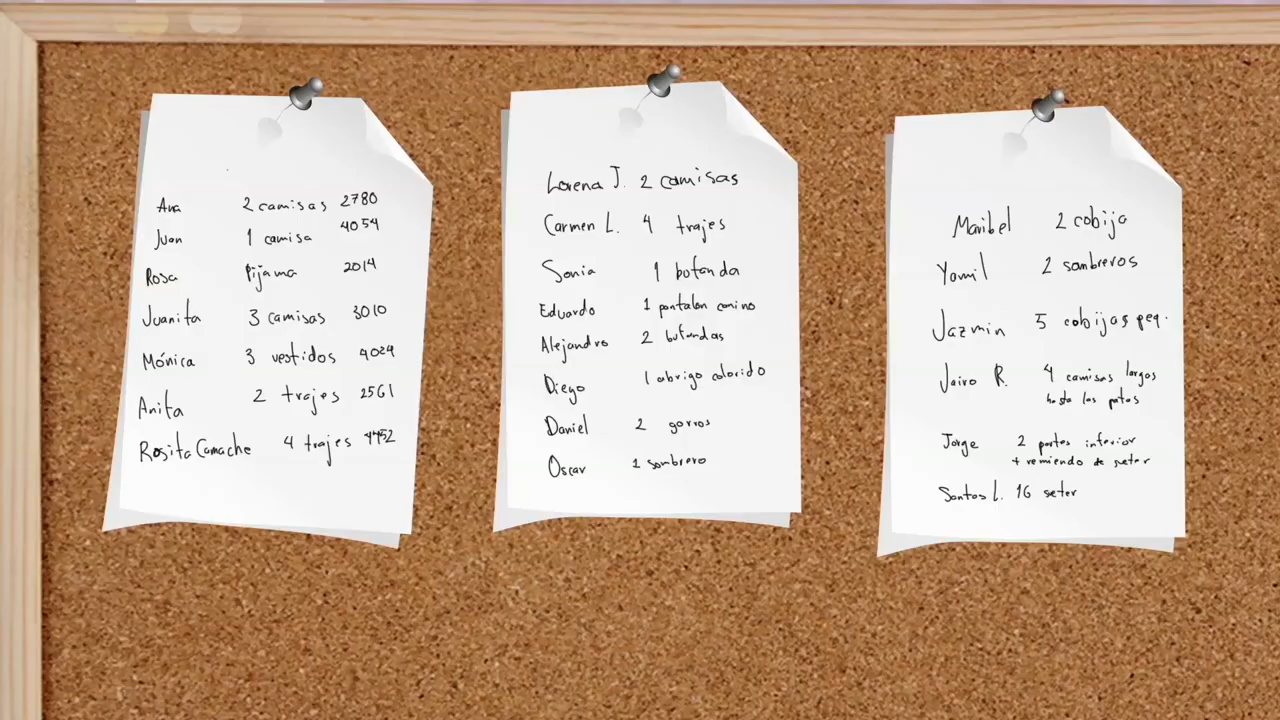 Ana 2 camisas 2780
Juan 1 camisa 4054
Rosa Pijama 2014
Juanita 3 camisas 3010
Mónica 3 vestidos 4024
Anita 2 trajes 2561
Rosita Camache 4 trajes 4452
Lorena J. 2 camisas
Carmen L. 4 trajes
Sonia 1 bufanda
Eduardo 1 pantalon canino
Alejandro 2 bufandas
Diego 1 abrigo colorido
Daniel 2 gorros
Oscar 1 sombrero
Maribel 2 cobija
Yamil 2 sombreros
Jazmin 5 cobijas peq.
Jairo R. 4 camisas largas
hasta las patas
Jorge 2 partes inferior
+ remiendo de sueter
Santos L. 16 seter